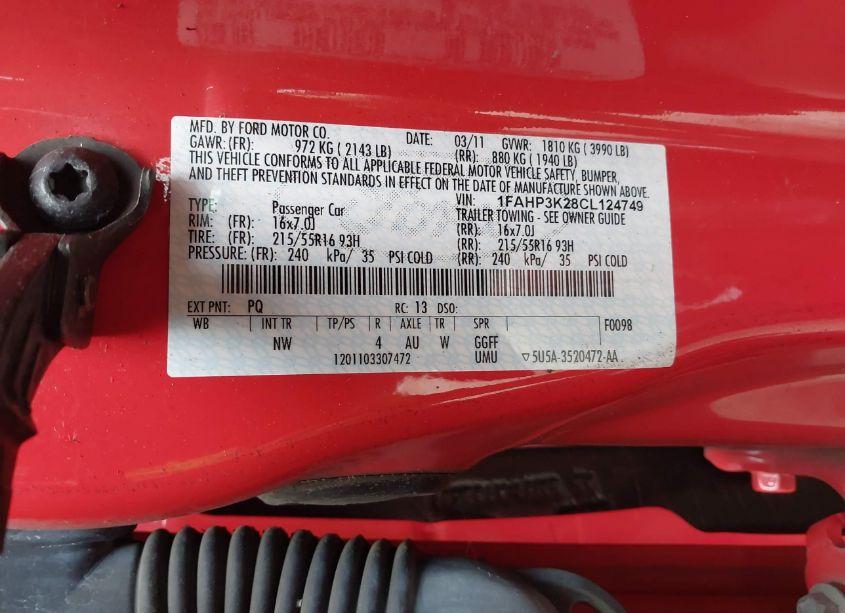 MFD. BY FORD MOTOR CO.
DATE: 03/11 GVWR: 1810 KG ( 3990 LB)
GAWR: (FR): 972 KG ( 2143 LB) (RR): 880 KG ( 1940 LB)
THIS VEHICLE CONFORMS TO ALL APPLICABLE FEDERAL MOTOR VEHICLE SAFETY, BUMPER,
AND THEFT PREVENTION STANDARDS IN EFFECT ON THE DATE OF MANUFACTURE SHOWN ABOVE.
VIN: 1FAHP3K28CL124749
TYPE: Passenger Car TRAILER TOWING - SEE OWNER GUIDE
RIM: (FR): 16x7.0J (RR): 16x7.0J
TIRE: (FR): 215/55R16 93H (RR): 215/55R16 93H
PRESSURE: (FR): 240 kPa/ 35 PSI COLD (RR): 240 kPa/ 35 PSI COLD
EXT PNT: PQ RC: 13 DSO:
WB INT TR TP/PS R AXLE TR SPR F0098
NW 4 AU W GGFF
1201103307472 UMU ▽5U5A-3520472-AA